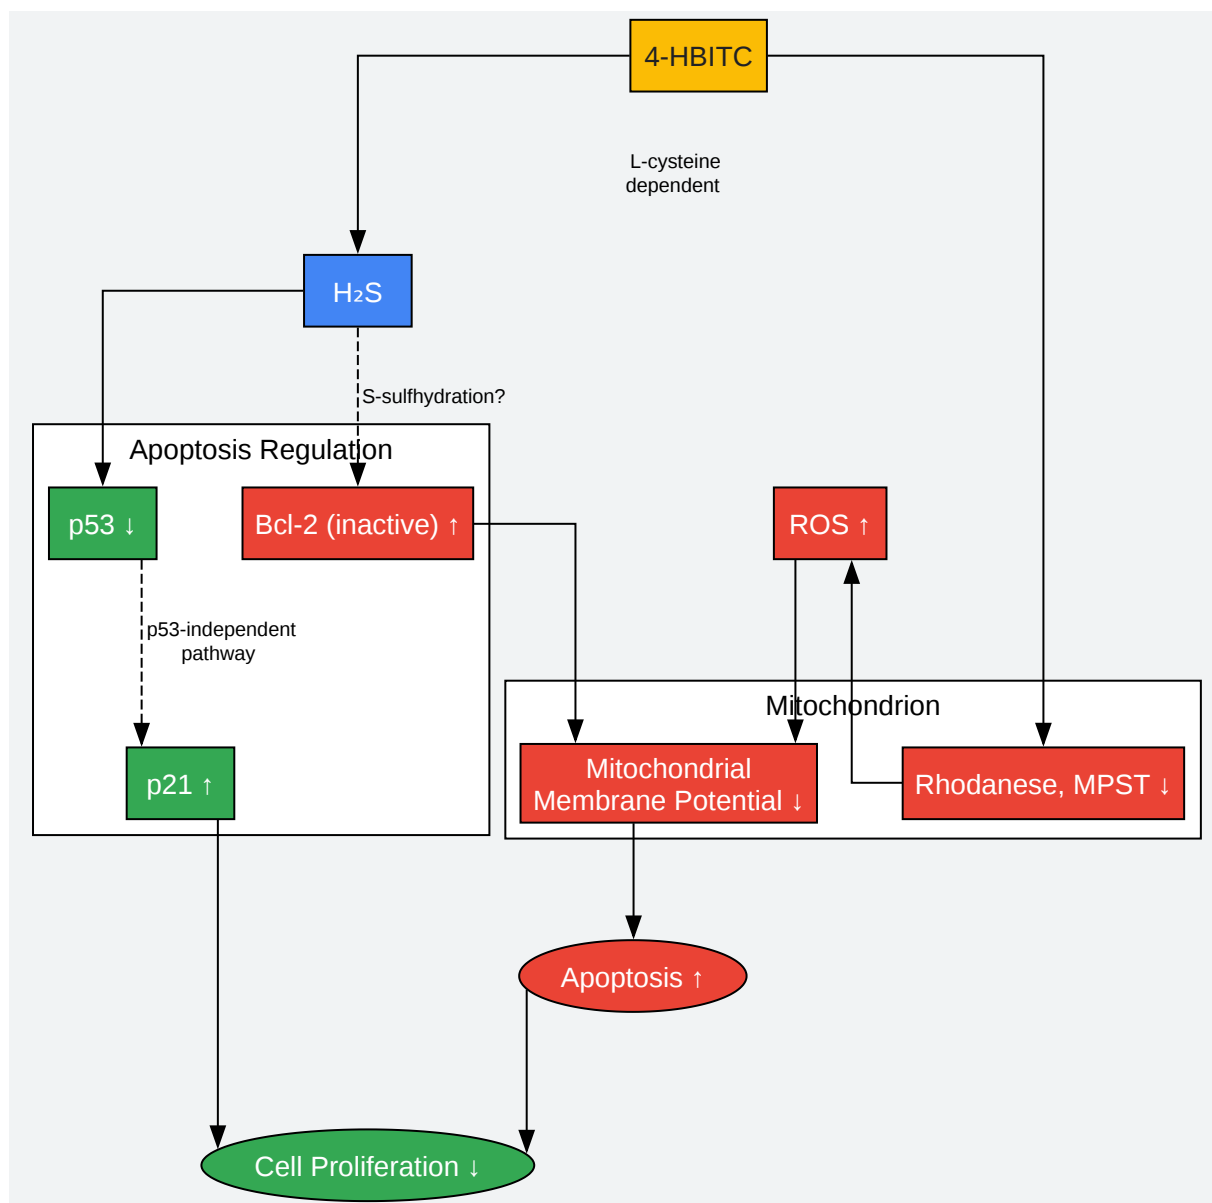 4-HBITC
L-cysteine
dependent
H₂S
S-sulfhydration?
Apoptosis Regulation
p53 ↓
Bcl-2 (inactive) ↑
ROS ↑
p53-independent
pathway
Mitochondrion
p21 ↑
Mitochondrial
Membrane Potential ↓
Rhodanese, MPST ↓
Apoptosis ↑
Cell Proliferation ↓